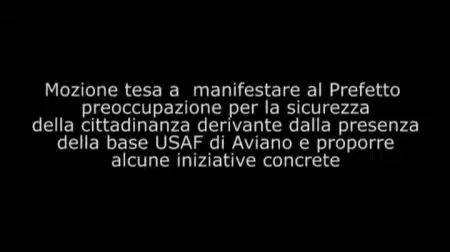 Mozione tesa a  manifestare al Prefetto
preoccupazione per la sicurezza
della cittadinanza derivante dalla presenza
della base USAF di Aviano e proporre
alcune iniziative concrete